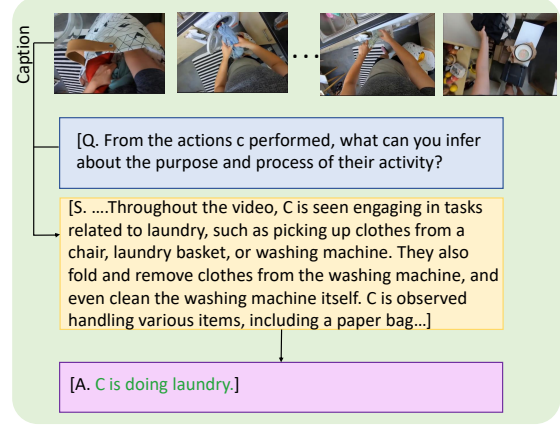 Caption
[Q. From the actions c performed, what can you infer
about the purpose and process of their activity?
[S. ....Throughout the video, C is seen engaging in tasks
related to laundry, such as picking up clothes from a
chair, laundry basket, or washing machine. They also
fold and remove clothes from the washing machine, and
even clean the washing machine itself. C is observed
handling various items, including a paper bag...]
[A. C is doing laundry.]